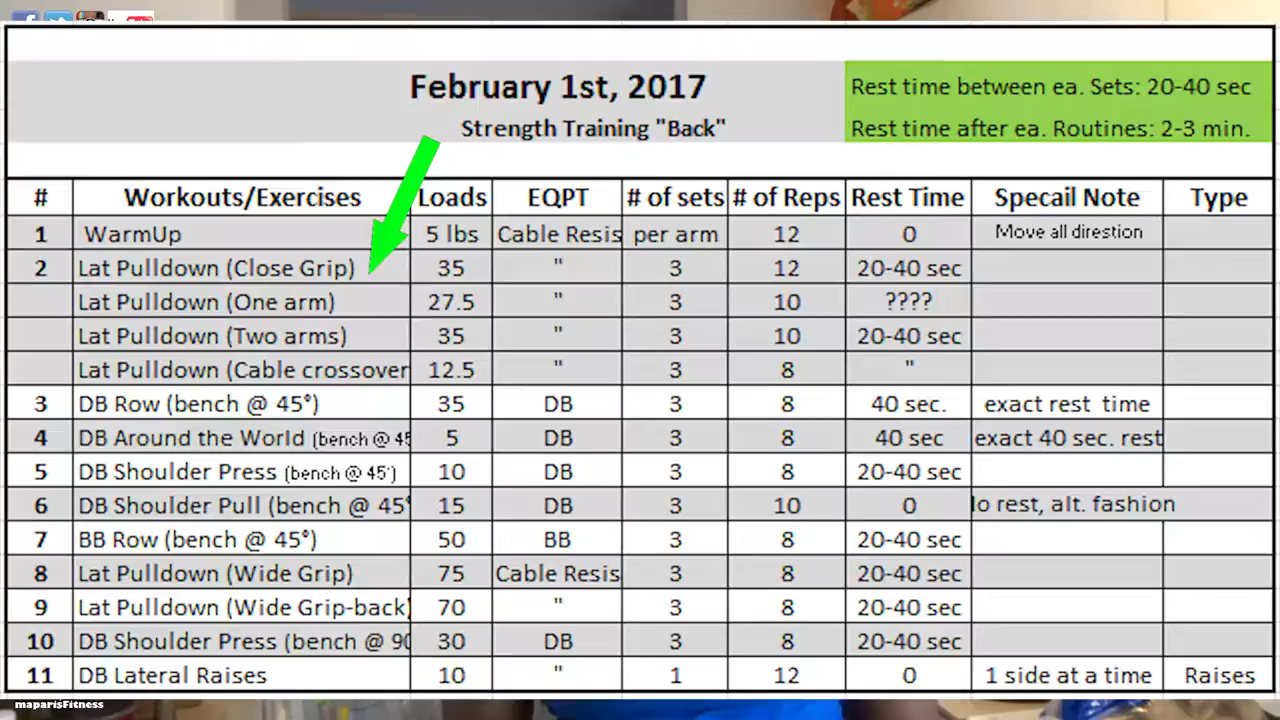 February 1st, 2017
Strength Training "Back"
Rest time between ea. Sets: 20-40 sec
Rest time after ea. Routines: 2-3 min.
# Workouts/Exercises Loads EQPT # of sets # of Reps Rest Time Specail Note Type
1 WarmUp 5 lbs Cable Resis per arm 12 0 Move all direstion
2 Lat Pulldown (Close Grip) 35 " 3 12 20-40 sec
Lat Pulldown (One arm) 27.5 " 3 10 ????
Lat Pulldown (Two arms) 35 " 3 10 20-40 sec
Lat Pulldown (Cable crossover 12.5 " 3 8 "
3 DB Row (bench @ 45°) 35 DB 3 8 40 sec. exact rest time
4 DB Around the World (bench @ 45 5 DB 3 8 40 sec exact 40 sec. rest
5 DB Shoulder Press (bench @ 45°) 10 DB 3 8 20-40 sec
6 DB Shoulder Pull (bench @ 45° 15 DB 3 10 0 lo rest, alt. fashion
7 BB Row (bench @ 45°) 50 BB 3 8 20-40 sec
8 Lat Pulldown (Wide Grip) 75 Cable Resis 3 8 20-40 sec
9 Lat Pulldown (Wide Grip-back) 70 " 3 8 20-40 sec
10 DB Shoulder Press (bench @ 90 30 DB 3 8 20-40 sec
11 DB Lateral Raises 10 " 1 12 0 1 side at a time Raises
maparisFitness